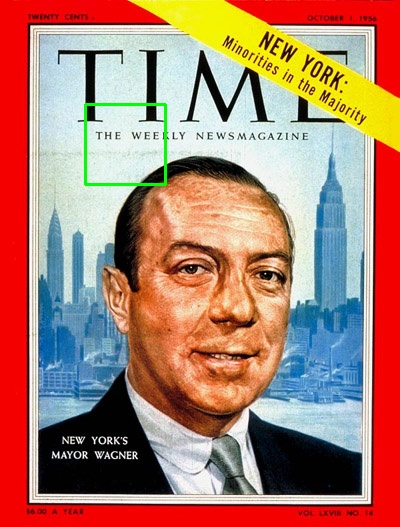 TWENTY CENTS
OCTOBER 1, 1956
NEW YORK:
Minorities in the Majority
TIME
THE WEEKLY NEWSMAGAZINE
NEW YORK'S
MAYOR WAGNER
$6.00 A YEAR
VOL. LXVIII NO. 14